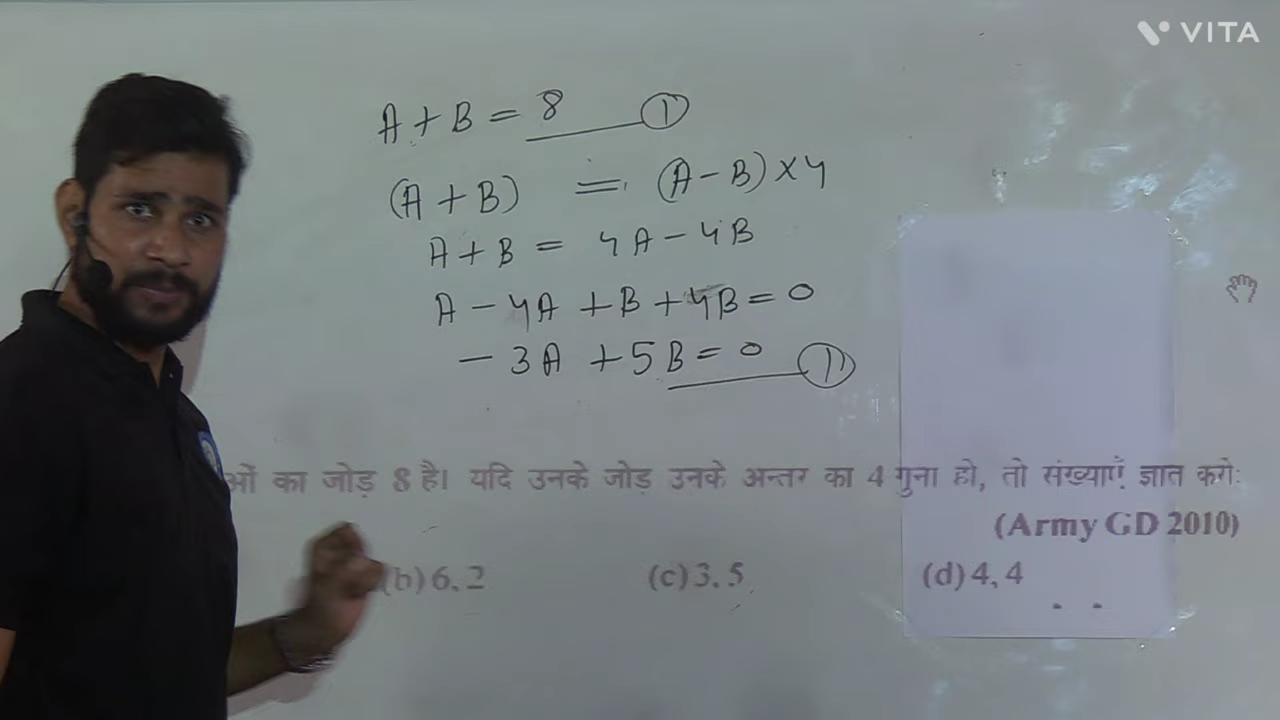 VITA
A + B = 8 ①
(A + B) = (A - B) × 4
A + B = 4A - 4B
A - 4A + B + 4B = 0
- 3A + 5B = 0 ⑪
ओं का जोड़ 8 है। यदि उनके जोड़ उनके अन्तर का 4 गुना हो, तो संख्याएँ ज्ञात करो:
(Army GD 2010)
(b) 6, 2 (c) 3, 5 (d) 4, 4